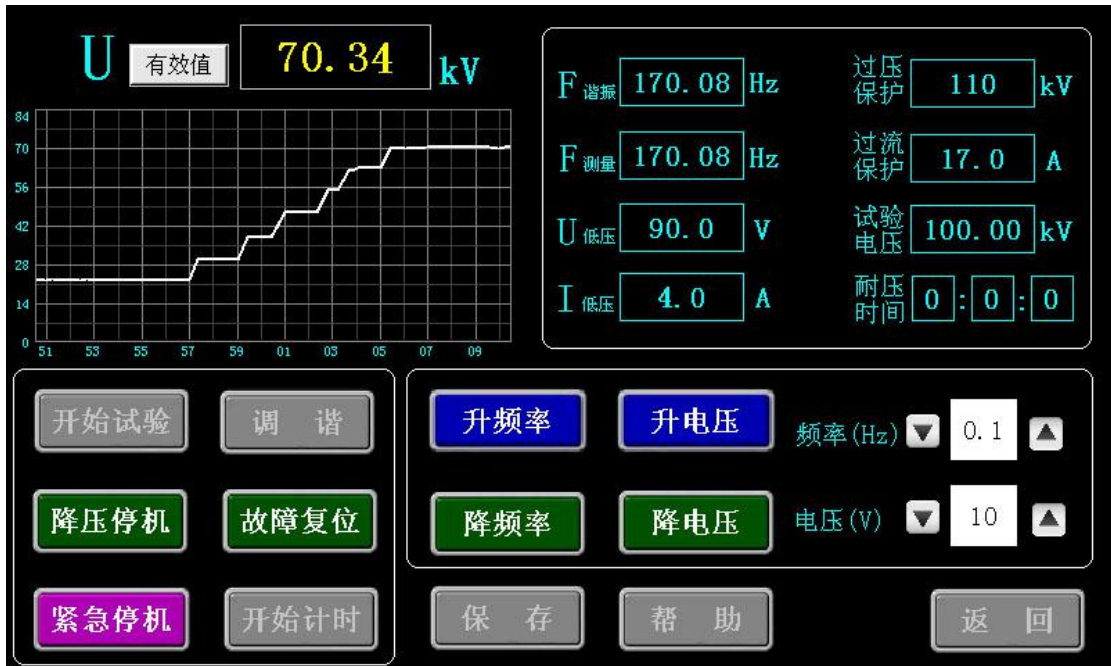 U 有效值 70.34 kV
84
70
56
42
28
14
0
51 53 55 57 59 01 03 05 07 09
F谐振 170.08 Hz
过压保护 110 kV
F测量 170.08 Hz
过流保护 17.0 A
U低压 90.0 V
试验电压 100.00 kV
I低压 4.0 A
耐压时间 0:0:0
开始试验 调 谐
降压停机 故障复位
紧急停机 开始计时
升频率 升电压 频率(Hz) 0.1
降频率 降电压 电压(V) 10
保 存 帮 助 返 回